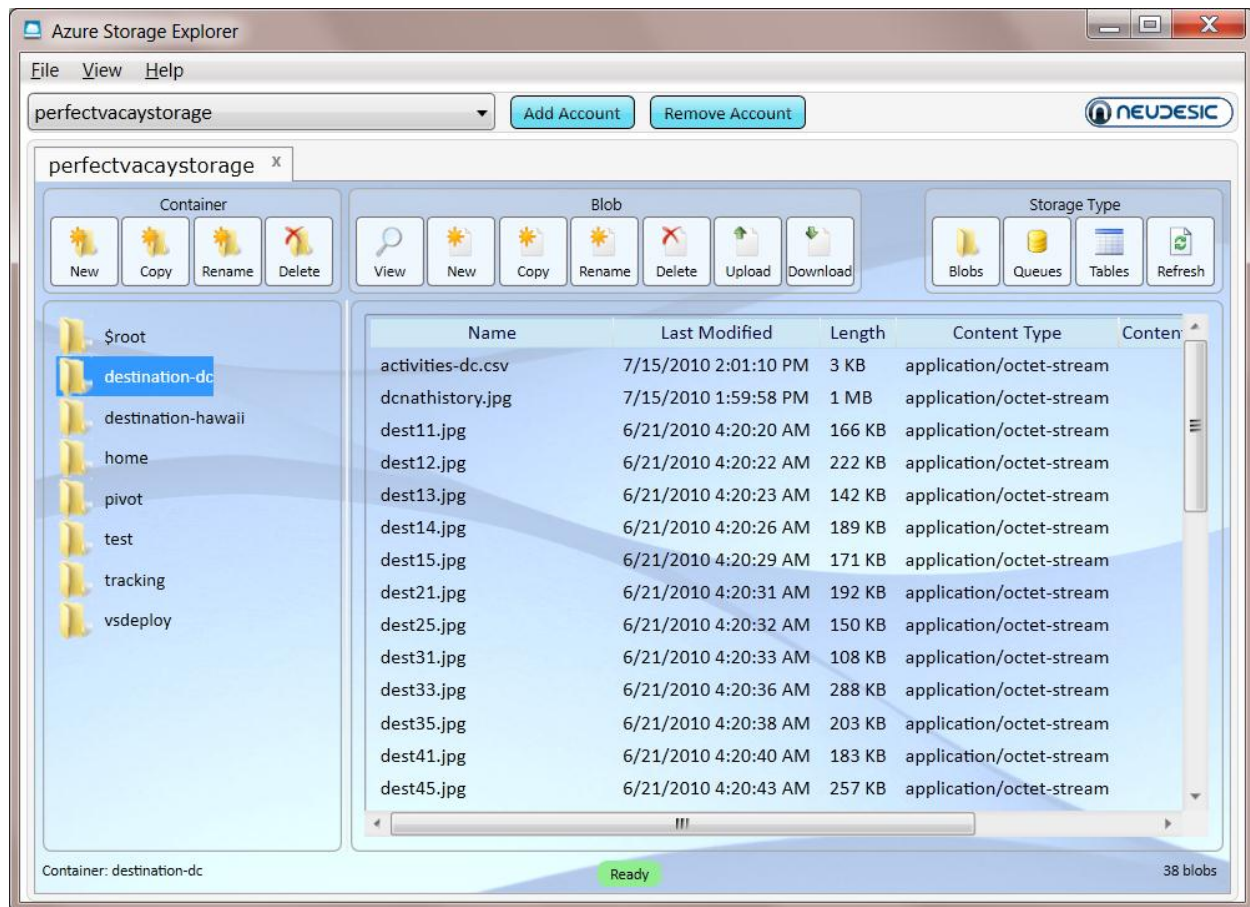 Azure Storage Explorer
File View Help
perfectvacaystorage Add Account Remove Account NEUDESIC
perfectvacaystorage x
Container Blob Storage Type
New Copy Rename Delete View New Copy Rename Delete Upload Download Blobs Queues Tables Refresh
$root
destination-dc
destination-hawaii
home
pivot
test
tracking
vsdeploy
Name Last Modified Length Content Type Conten
activities-dc.csv 7/15/2010 2:01:10 PM 3 KB application/octet-stream
dcnathistory.jpg 7/15/2010 1:59:58 PM 1 MB application/octet-stream
dest11.jpg 6/21/2010 4:20:20 AM 166 KB application/octet-stream
dest12.jpg 6/21/2010 4:20:22 AM 222 KB application/octet-stream
dest13.jpg 6/21/2010 4:20:23 AM 142 KB application/octet-stream
dest14.jpg 6/21/2010 4:20:26 AM 189 KB application/octet-stream
dest15.jpg 6/21/2010 4:20:29 AM 171 KB application/octet-stream
dest21.jpg 6/21/2010 4:20:31 AM 192 KB application/octet-stream
dest25.jpg 6/21/2010 4:20:32 AM 150 KB application/octet-stream
dest31.jpg 6/21/2010 4:20:33 AM 108 KB application/octet-stream
dest33.jpg 6/21/2010 4:20:36 AM 288 KB application/octet-stream
dest35.jpg 6/21/2010 4:20:38 AM 203 KB application/octet-stream
dest41.jpg 6/21/2010 4:20:40 AM 183 KB application/octet-stream
dest45.jpg 6/21/2010 4:20:43 AM 257 KB application/octet-stream
Container: destination-dc Ready 38 blobs